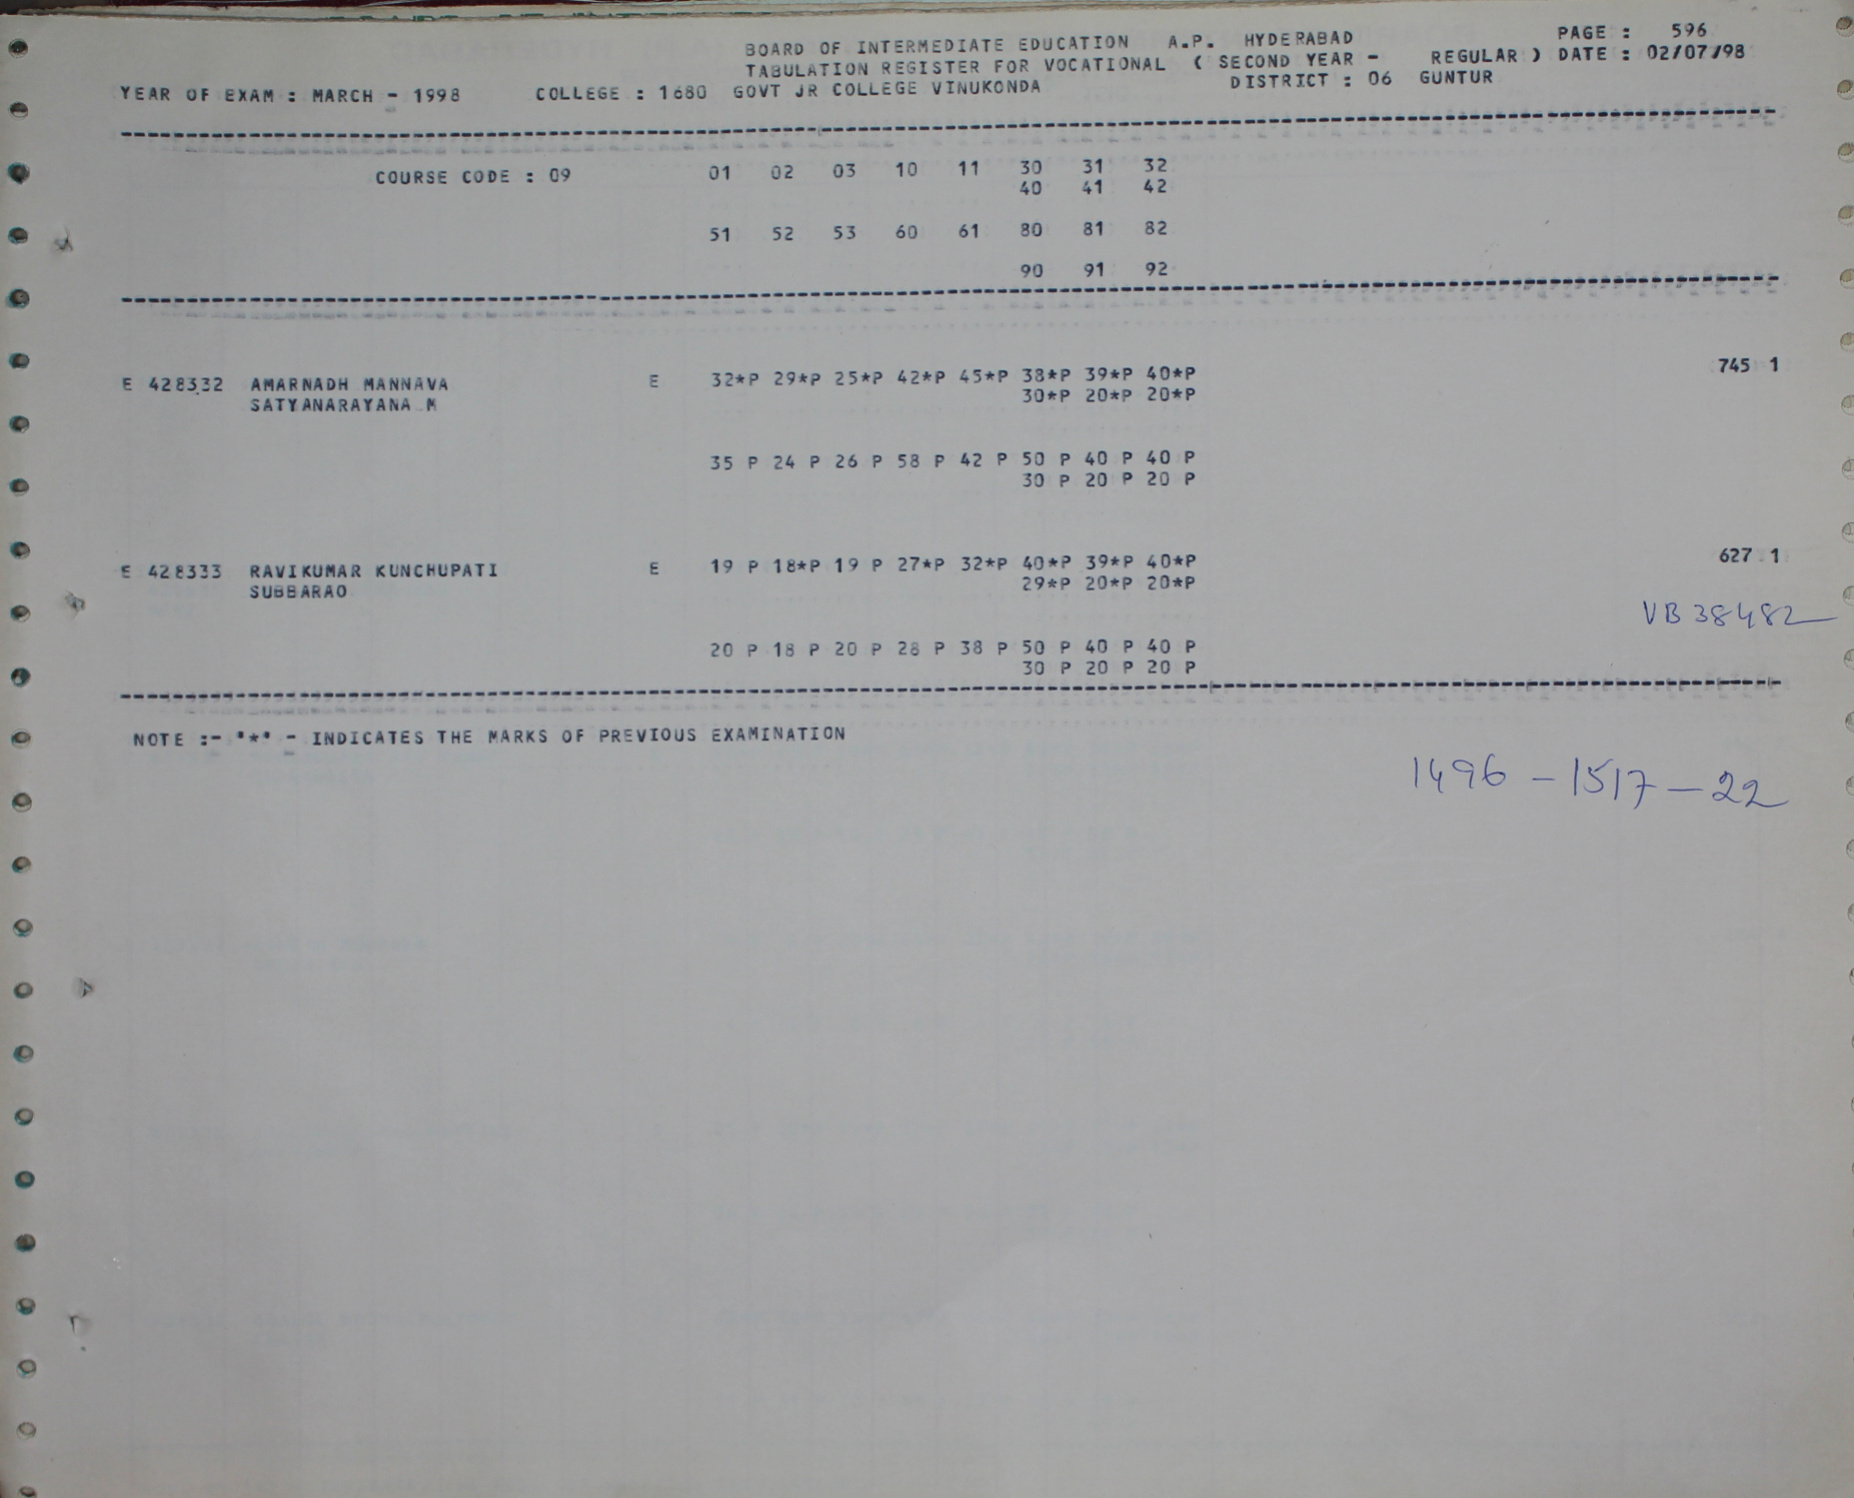 BOARD OF INTERMEDIATE EDUCATION A.P. HYDERABAD PAGE : 596
TABULATION REGISTER FOR VOCATIONAL ( SECOND YEAR - REGULAR ) DATE : 02/07/98
YEAR OF EXAM : MARCH - 1998 COLLEGE : 1680 GOVT JR COLLEGE VINUKONDA DISTRICT : 06 GUNTUR
COURSE CODE : 09 01 02 03 10 11 30 31 32
40 41 42
51 52 53 60 61 80 81 82
90 91 92
E 428332 AMARNADH MANNAVA E 32*P 29*P 25*P 42*P 45*P 38*P 39*P 40*P 745 1
SATYANARAYANA M 30*P 20*P 20*P
35 P 24 P 26 P 58 P 42 P 50 P 40 P 40 P
30 P 20 P 20 P
E 428333 RAVIKUMAR KUNCHUPATI E 19 P 18*P 19 P 27*P 32*P 40*P 39*P 40*P 627 1
SUBBARAO 29*P 20*P 20*P
VB 38482
20 P 18 P 20 P 28 P 38 P 50 P 40 P 40 P
30 P 20 P 20 P
NOTE :- "*" - INDICATES THE MARKS OF PREVIOUS EXAMINATION
1496 - 1517 - 22